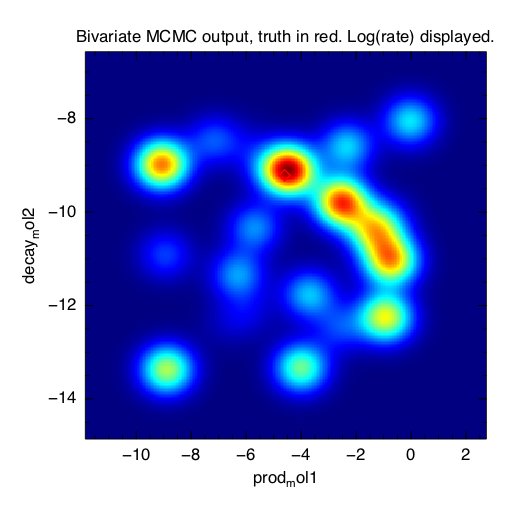 Bivariate MCMC output, truth in red. Log(rate) displayed.
−8
−10
−12
−14
decay_mol2
−10 −8 −6 −4 −2 0 2
prod_mol1